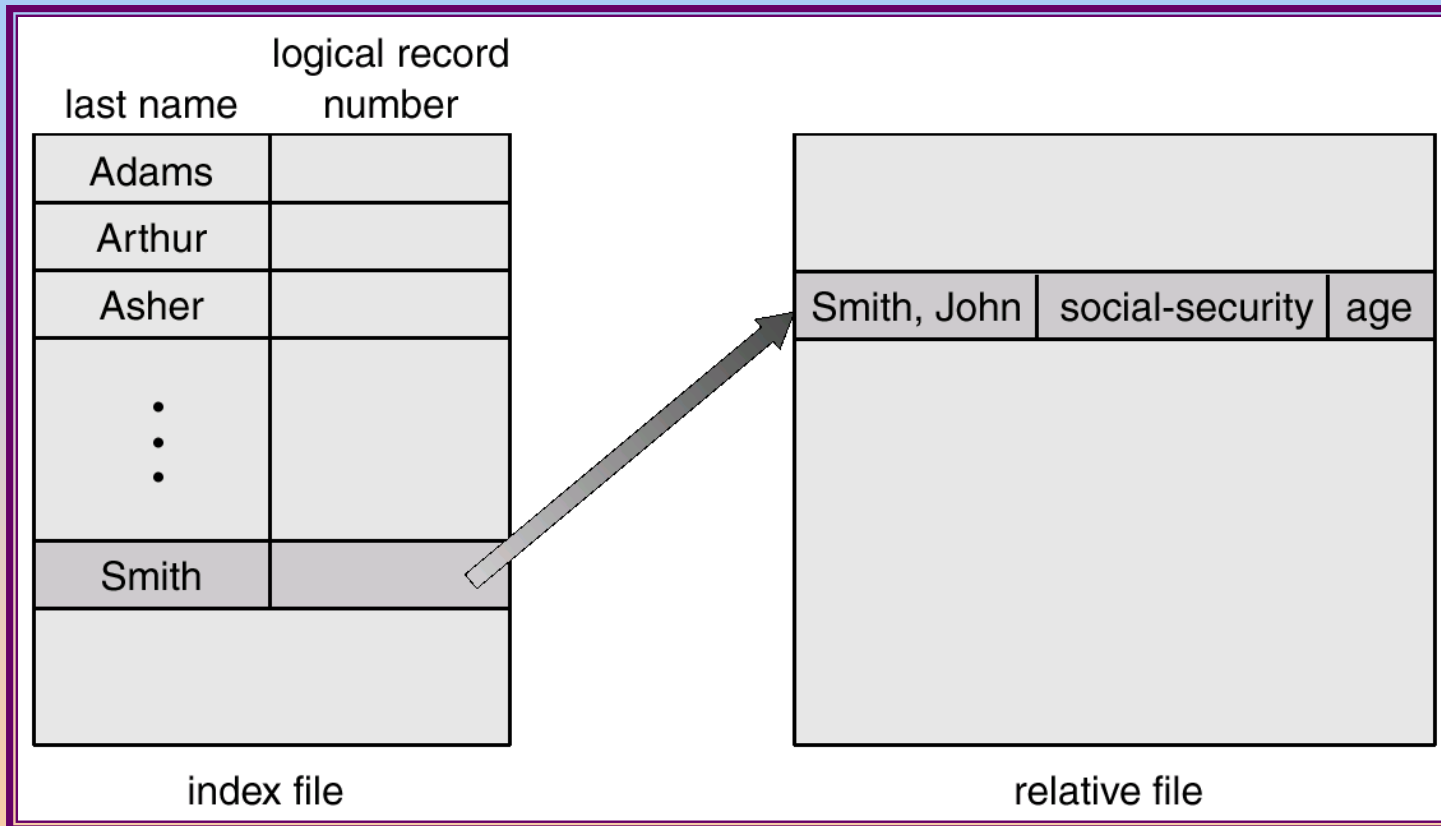 logical record
last name number
Adams
Arthur
Asher
Smith
index file
Smith, John social-security age
relative file